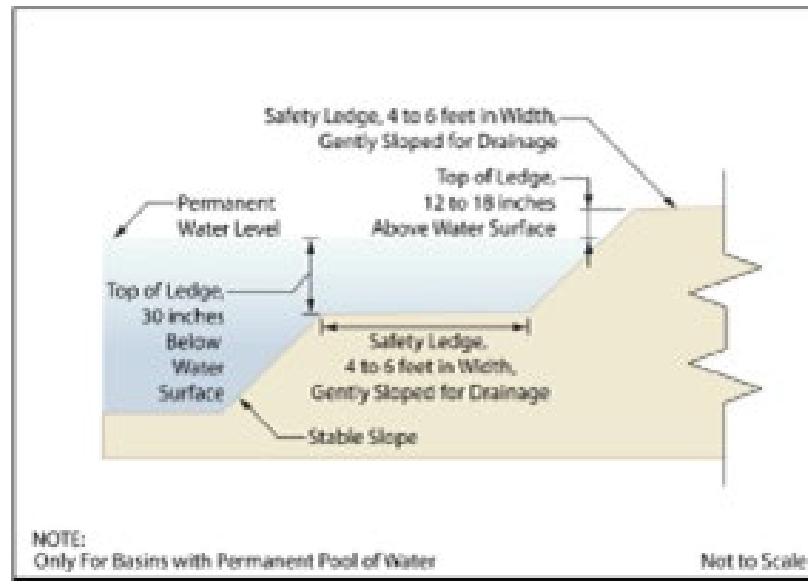 Safety Ledge, 4 to 6 feet in Width,
Gently Sloped for Drainage
Top of Ledge,
12 to 18 inches
Above Water Surface
Permanent
Water Level
Top of Ledge,
30 inches
Below
Water
Surface
Safety Ledge,
4 to 6 feet in Width,
Gently Sloped for Drainage
Stable Slope
NOTE:
Only For Basins with Permanent Pool of Water
Not to Scale